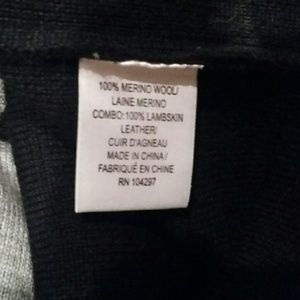 100% MERINO WOOL/
LAINE MERINO
COMBO:100% LAMBSKIN
LEATHER/
CUIR D'AGNEAU
MADE IN CHINA/
FABRIQUÉ EN CHINE
RN 104297